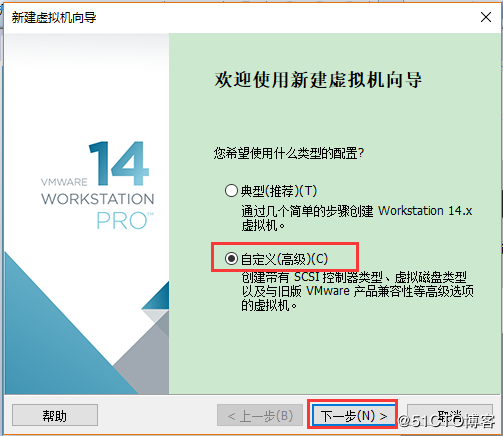 新建虚拟机向导
欢迎使用新建虚拟机向导
14
VMWARE
WORKSTATION
PRO™
您希望使用什么类型的配置?
典型(推荐)(T)
通过几个简单的步骤创建 Workstation 14.x
虚拟机。
自定义(高级)(C)
创建带有 SCSI 控制器类型、虚拟磁盘类型
以及与旧版 VMware 产品兼容性等高级选项
的虚拟机。
帮助
< 上一步(B)
下一步(N) >
取消
@51CTO博客